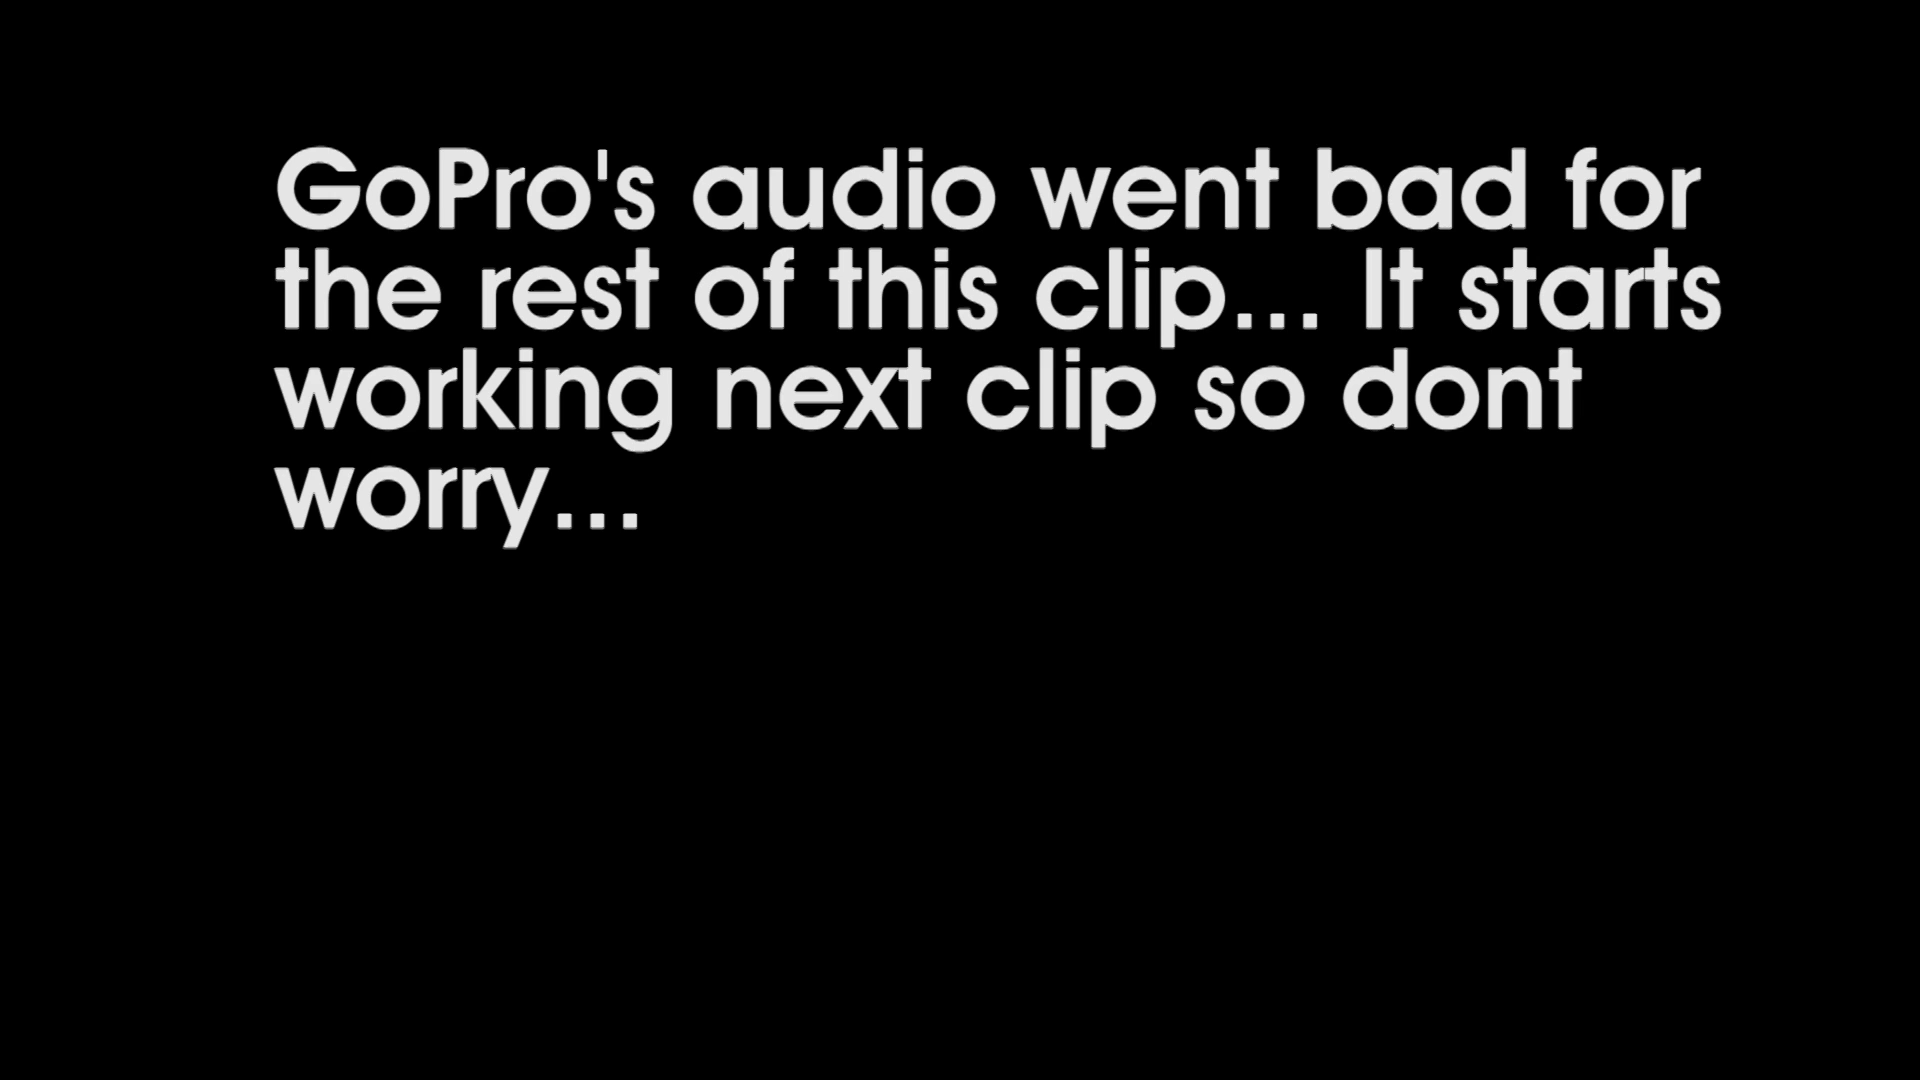 GoPro's audio went bad for
the rest of this clip... It starts
working next clip so dont
worry...